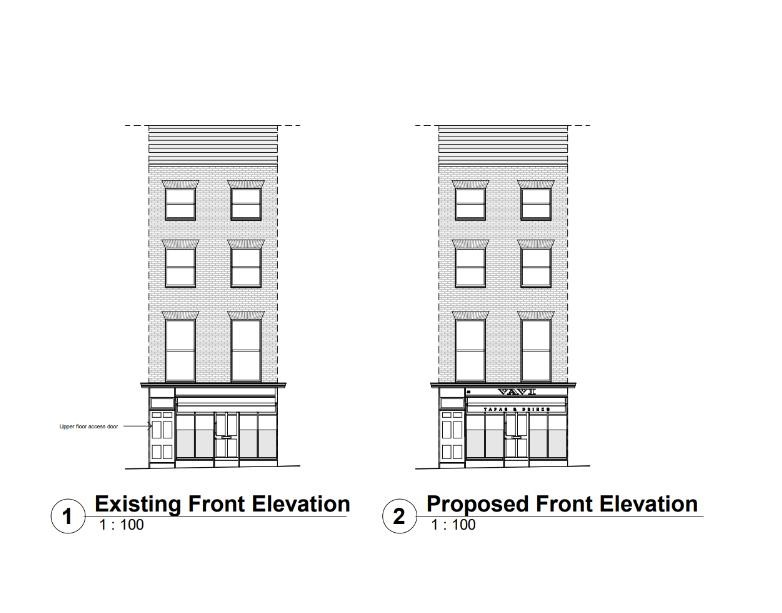 VAVI
TAPAS & DRINKS
Upper floor access door
1 Existing Front Elevation
1 : 100
2 Proposed Front Elevation
1 : 100